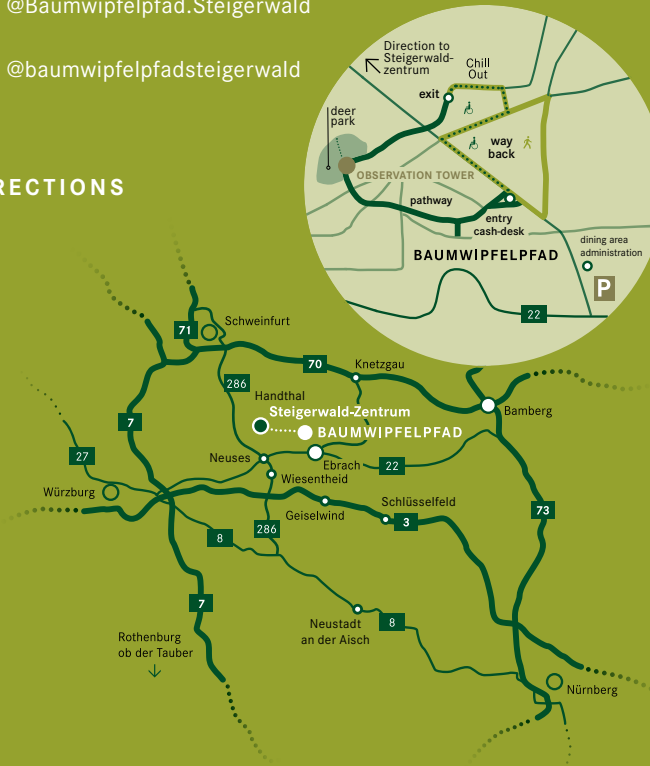 @Baumwipfelpfad.Steigerwald
@baumwipfelpfadsteigerwald
RECTIONS
Direction to
Steigerwald-
zentrum
Chill
Out
exit
deer
park
way
back
OBSERVATION TOWER
pathway
entry
cash-desk
BAUMWIPFELPFAD
dining area
administration
P
22
71
Schweinfurt
70
Knetzgau
286
Handthal
Steigerwald-Zentrum
BAUMWIPFELPFAD
Bamberg
7
27
Neuses
Ebrach
22
Wiesentheid
Würzburg
Geiselwind
Schlüsselfeld
3
73
286
8
7
Neustadt
an der Aisch
8
Rothenburg
ob der Tauber
Nürnberg